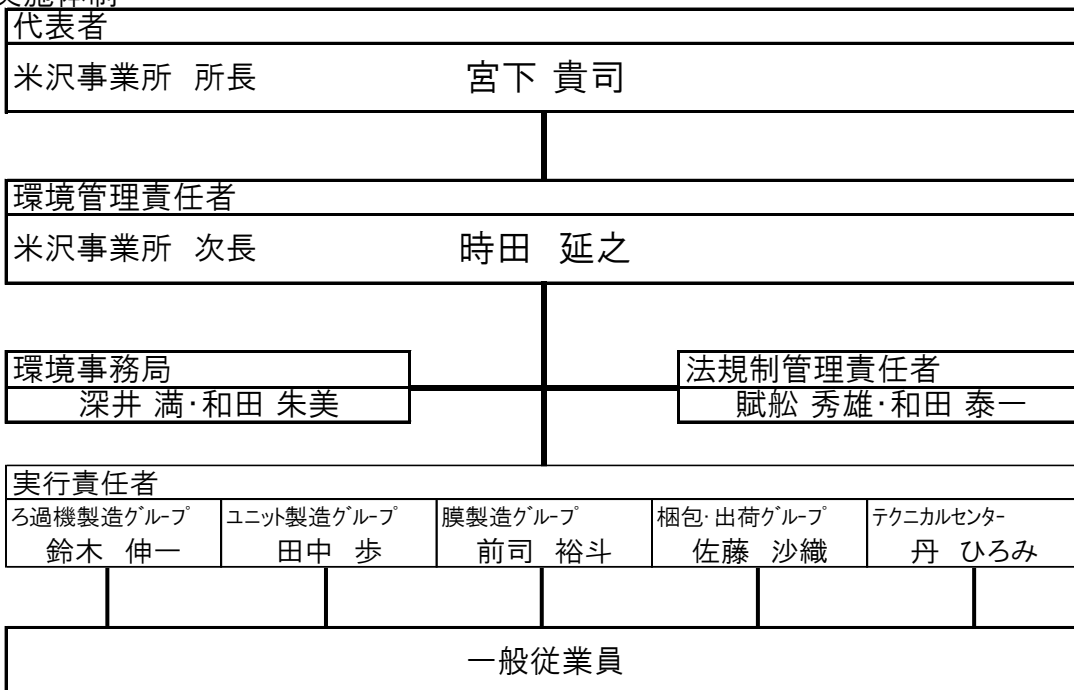 実施体制
代表者
米沢事業所 所長 宮下 貴司
環境管理責任者
米沢事業所 次長 時田 延之
環境事務局
深井 満・和田 朱美
法規制管理責任者
賦舩 秀雄・和田 泰一
実行責任者
ろ過機製造グループ ユニット製造グループ 膜製造グループ 梱包・出荷グループ テクニカルセンター
鈴木 伸一 田中 歩 前司 裕斗 佐藤 沙織 丹 ひろみ
一般従業員